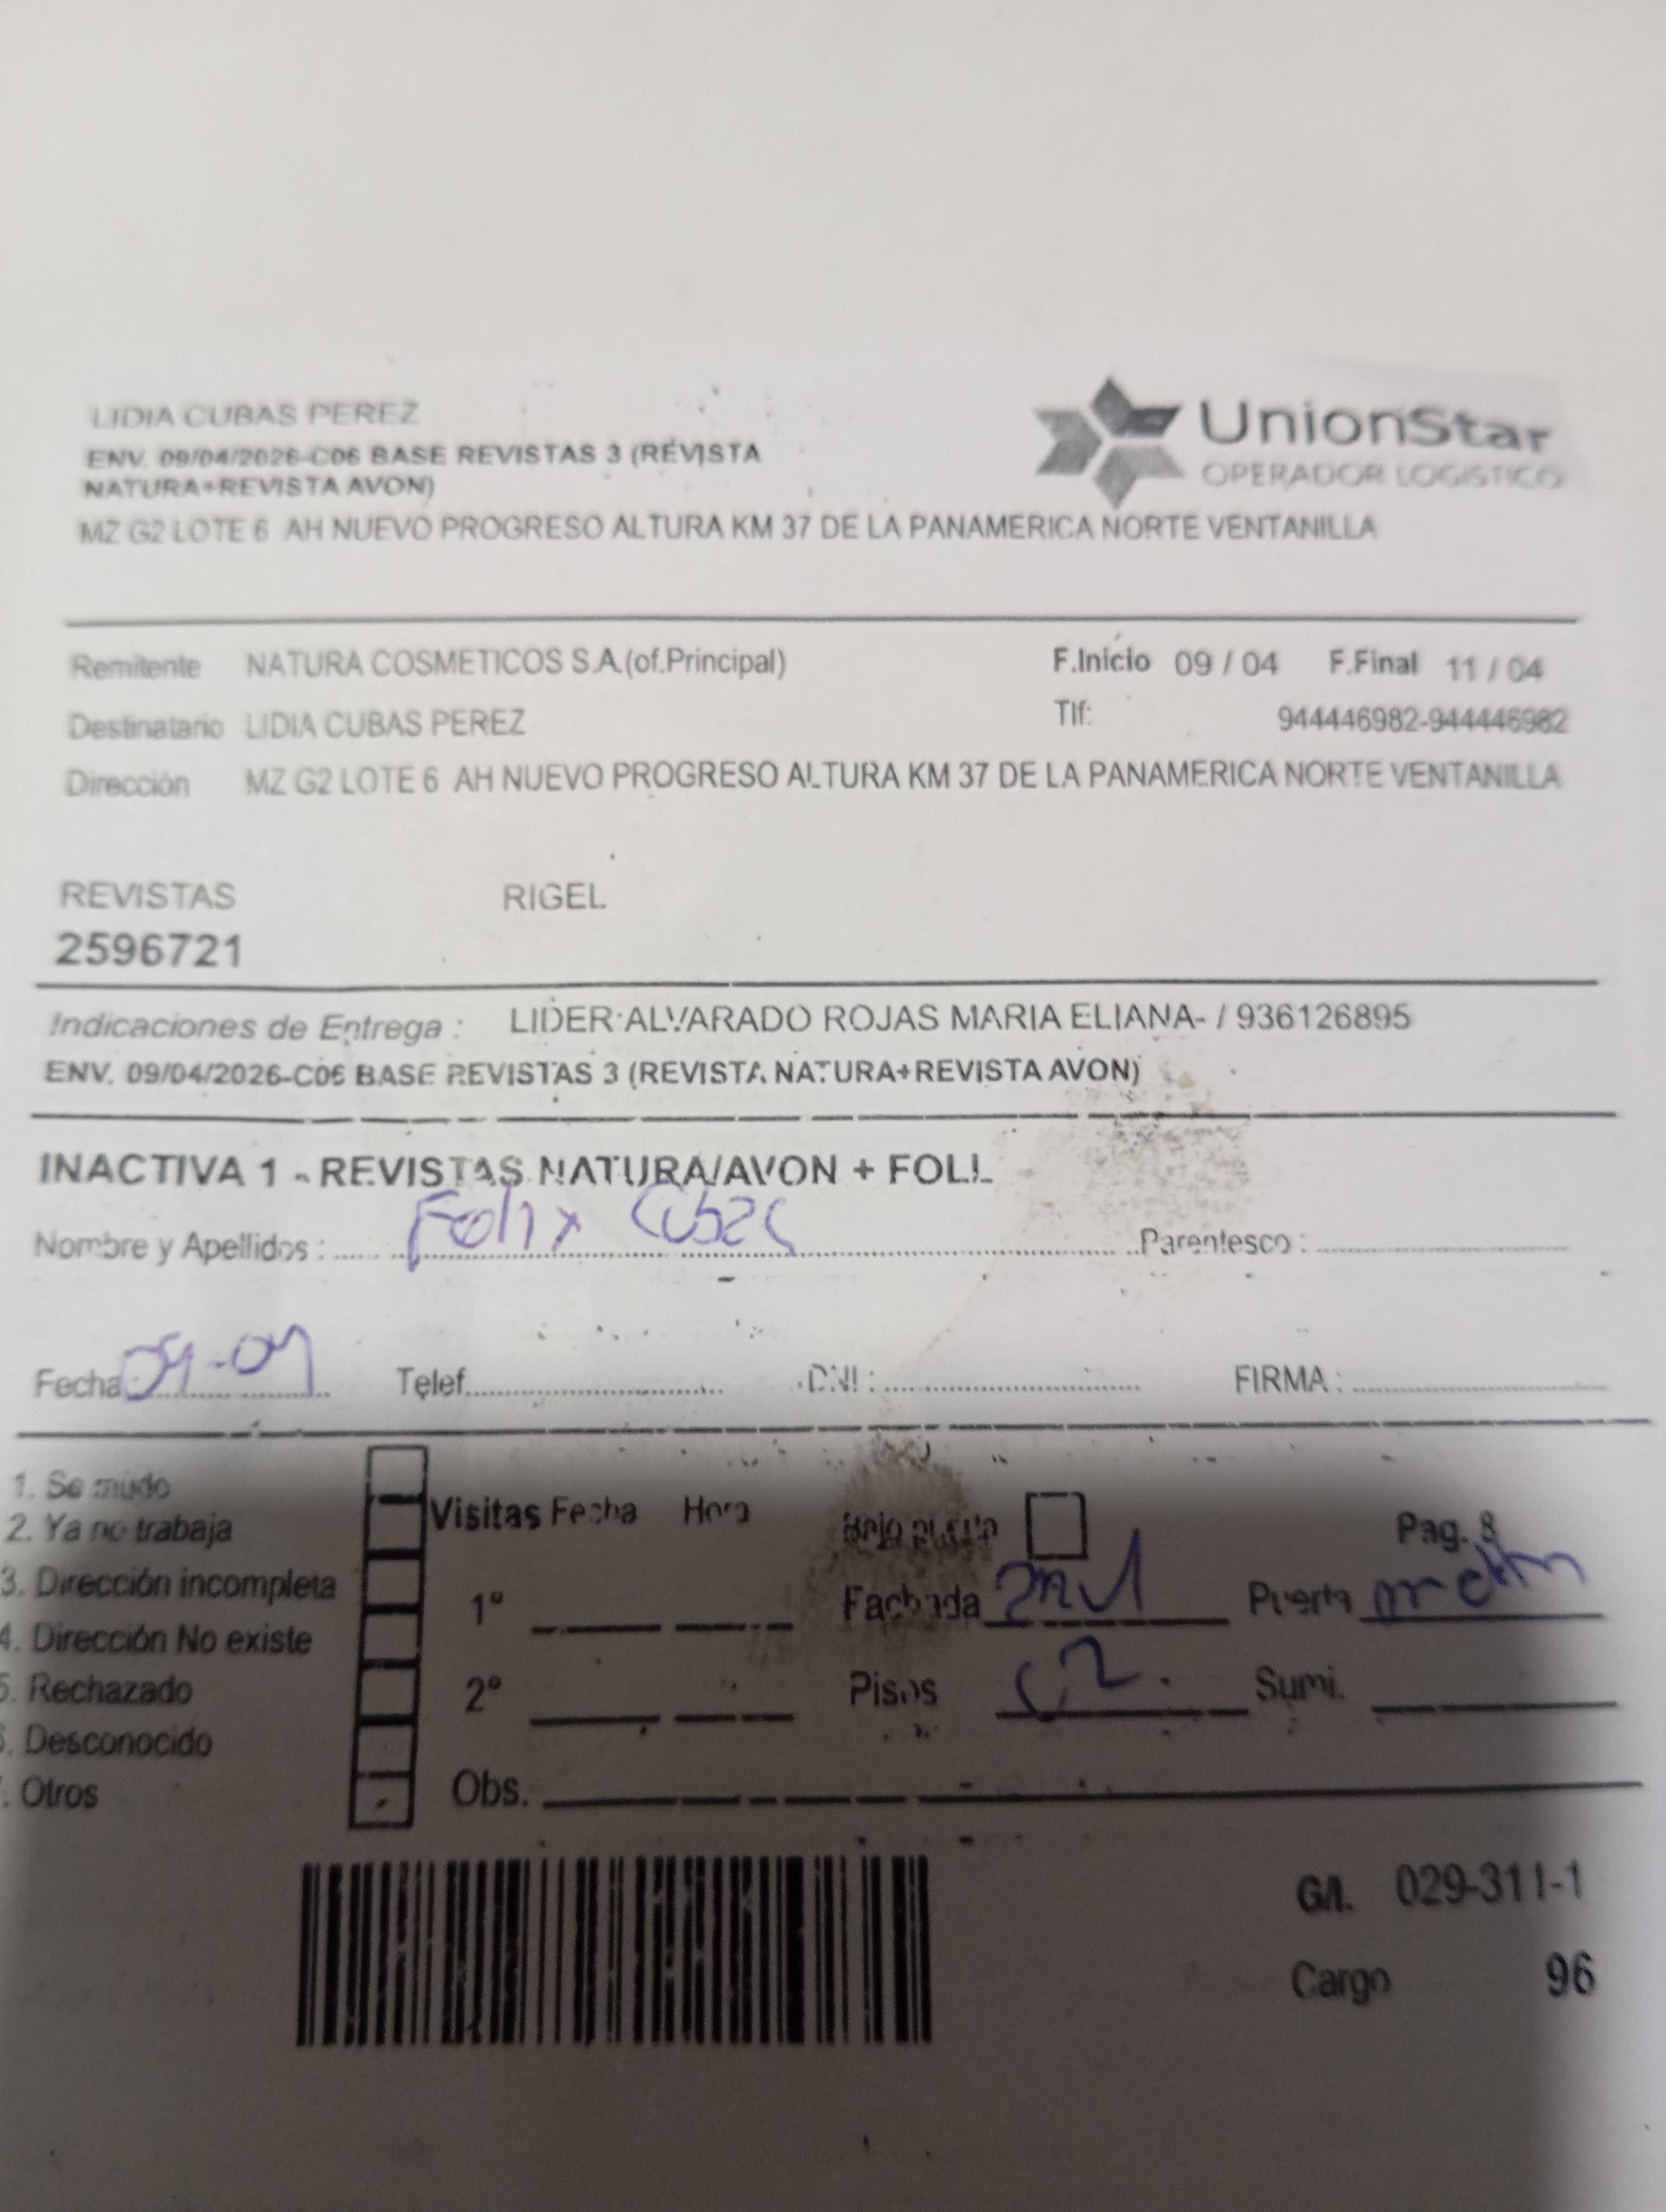 LIDIA CUBAS PEREZ
ENV. 09/04/2026-C06 BASE REVISTAS 3 (REVISTA
NATURA+REVISTA AVON)
MZ G2 LOTE 6 AH NUEVO PROGRESO ALTURA KM 37 DE LA PANAMERICA NORTE VENTANILLA
UnionStar
OPERADOR LOGISTICO
Remitente NATURA COSMETICOS S.A.(of.Principal) F.Inicio 09 / 04 F.Final 11 / 04
Destinatario LIDIA CUBAS PEREZ Tlf: 944446982-944446982
Dirección MZ G2 LOTE 6 AH NUEVO PROGRESO ALTURA KM 37 DE LA PANAMERICA NORTE VENTANILLA
REVISTAS RIGEL
2596721
Indicaciones de Entrega : LIDER:ALVARADO ROJAS MARIA ELIANA- / 936126895
ENV. 09/04/2026-C06 BASE REVISTAS 3 (REVISTA NATURA+REVISTA AVON)
INACTIVA 1 - REVISTAS NATURA/AVON + FOLL
Nombre y Apellidos : Felix Cubas Parentesco :
Fecha 09-04 Telef. DNI : FIRMA :
1. Se mudo
2. Ya no trabaja
3. Dirección incompleta
4. Dirección No existe
5. Rechazado
6. Desconocido
. Otros
Visitas Fecha Hora
1°
2°
Obs.
Bajo puerta Pag. 8
Fachada Puerta
Pisos 2 Sumi.
G/I. 029-311-1
Cargo 96